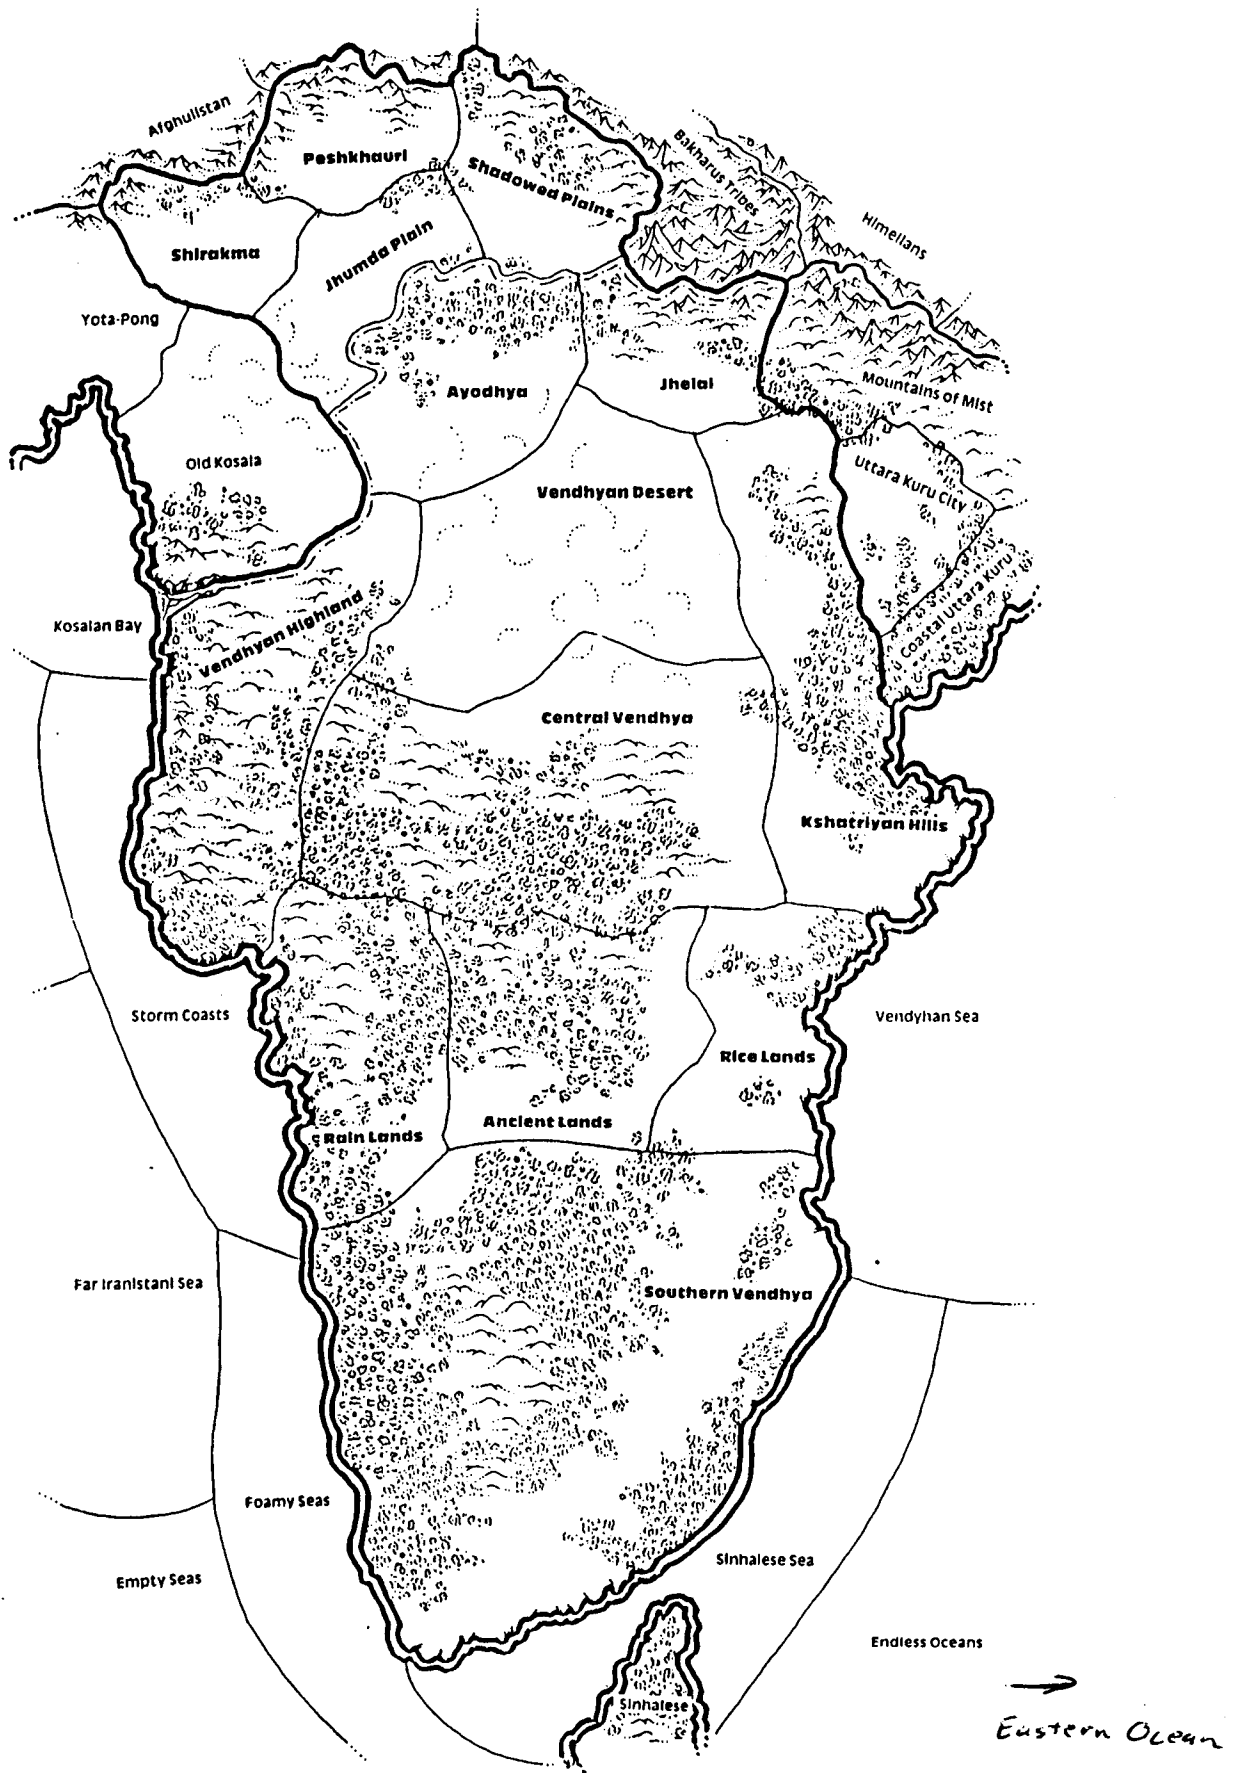 Afghulistan
Peshkhauri
Shadowed Plains
Bakharus Tribes
Himelians
Shirakma
Jhumda Plain
Yota-Pong
Ayodhya
Jhelai
Mountains of Mist
Old Kosala
Vendhyan Desert
Uttara Kuru City
Coastal Uttara Kuru
Kosalan Bay
Vendhyan Highland
Central Vendhya
Kshatriyan Hills
Storm Coasts
Vendyhan Sea
Rice Lands
Ancient Lands
Rain Lands
Far Iranistani Sea
Southern Vendhya
Foamy Seas
Sinhalese Sea
Empty Seas
Endless Oceans
Sinhalese
Eastern Ocean